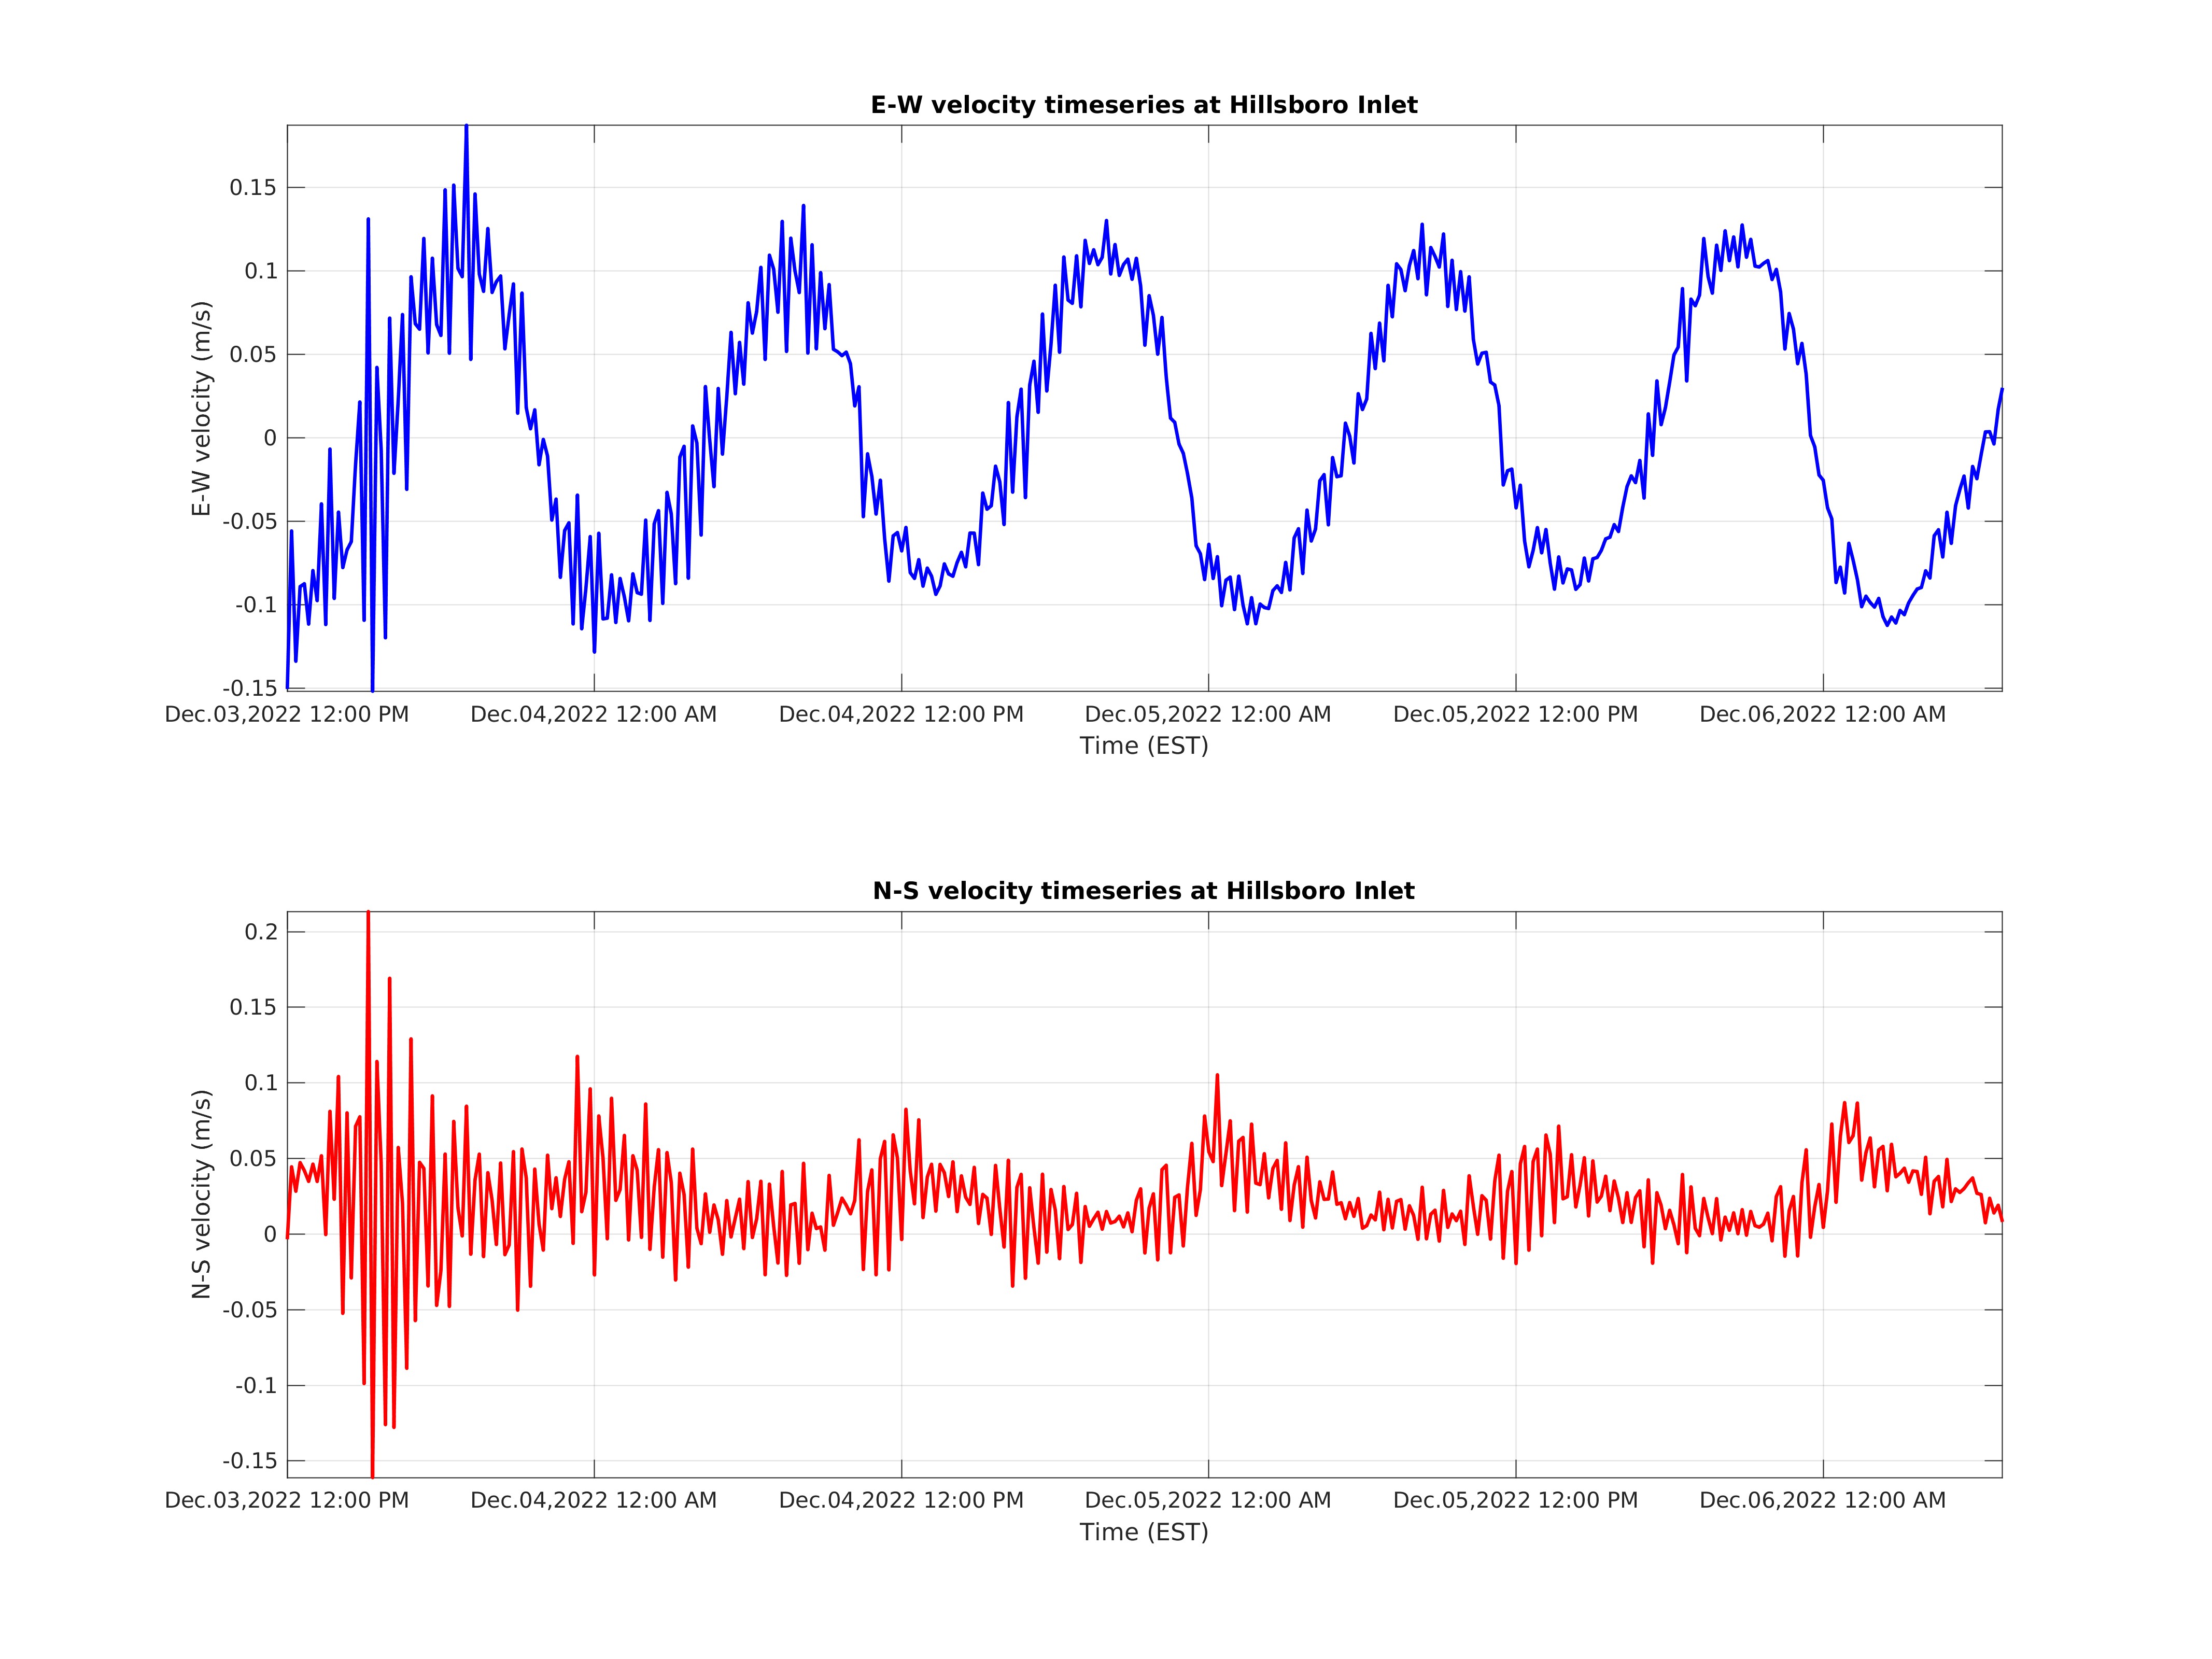 E-W velocity timeseries at Hillsboro Inlet
E-W velocity (m/s)
0.15
0.1
0.05
0
-0.05
-0.1
-0.15
Dec.03,2022 12:00 PM Dec.04,2022 12:00 AM Dec.04,2022 12:00 PM Dec.05,2022 12:00 AM Dec.05,2022 12:00 PM Dec.06,2022 12:00 AM
Time (EST)
N-S velocity timeseries at Hillsboro Inlet
N-S velocity (m/s)
0.2
0.15
0.1
0.05
0
-0.05
-0.1
-0.15
Dec.03,2022 12:00 PM Dec.04,2022 12:00 AM Dec.04,2022 12:00 PM Dec.05,2022 12:00 AM Dec.05,2022 12:00 PM Dec.06,2022 12:00 AM
Time (EST)